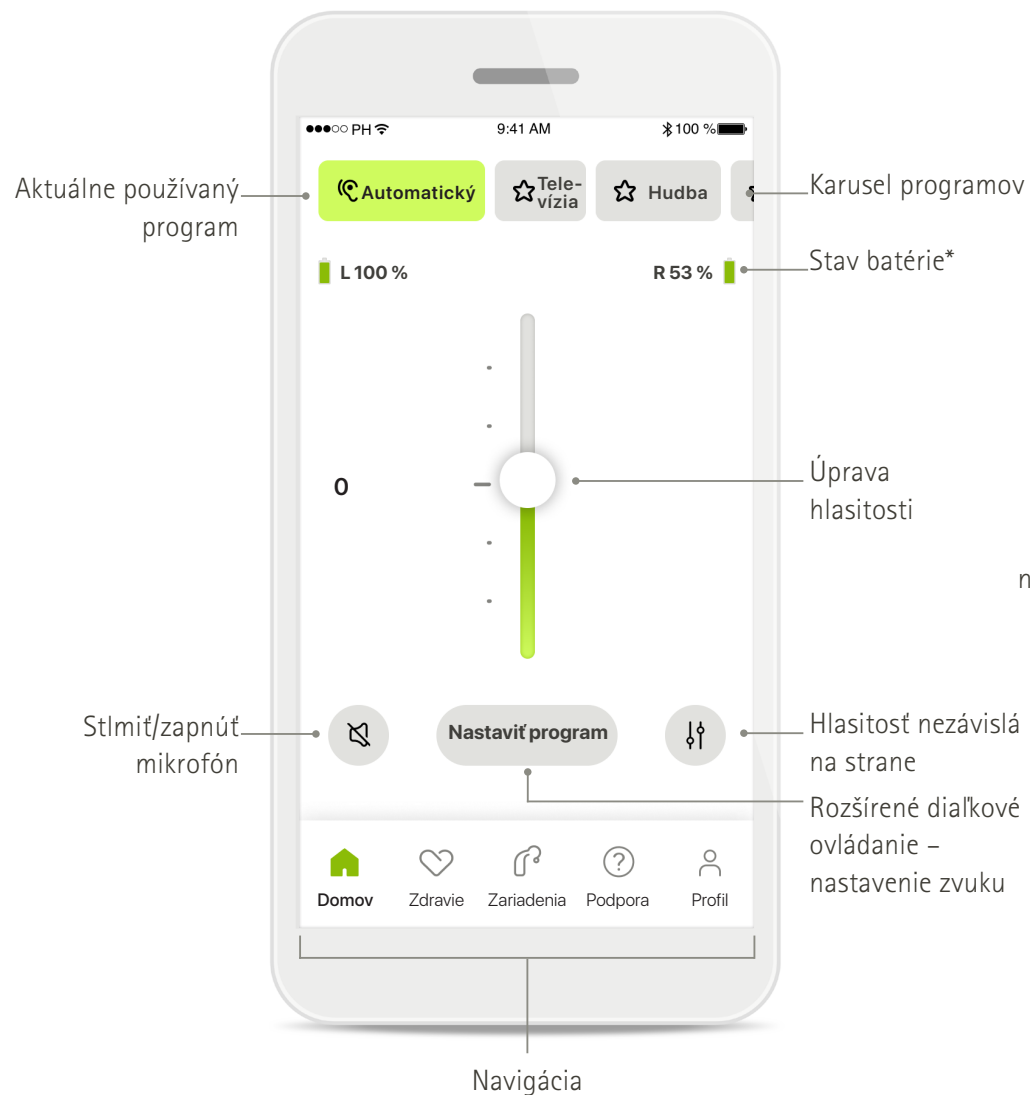 ●●●○○ PH 9:41 AM 100 %
Aktuálne používaný
program
Automatický
Tele-
vízia
Hudba
Karusel programov
L 100 %
R 53 %
Stav batérie*
0
Úprava
hlasitosti
n
Stlmiť/zapnúť
mikrofón
Nastaviť program
Hlasitosť nezávislá
na strane
Rozšírené diaľkové
ovládanie –
nastavenie zvuku
Domov Zdravie Zariadenia Podpora Profil
Navigácia